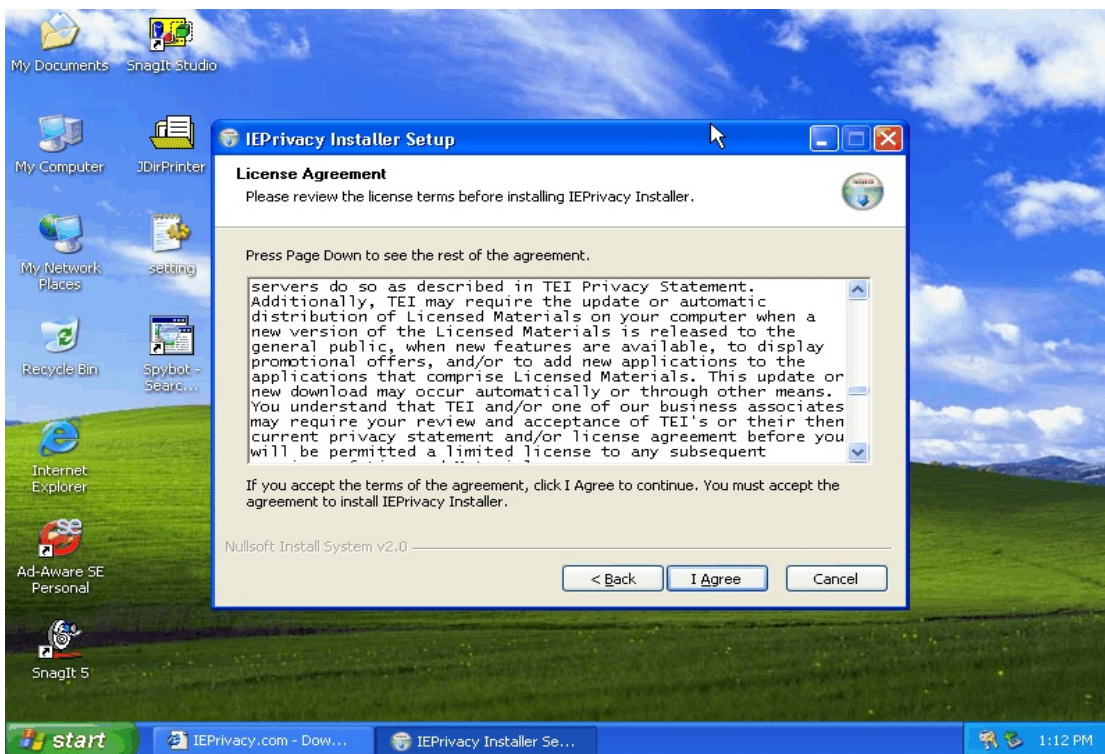 My Documents
SnagIt Studio
My Computer
JDirPrinter
My Network
Places
setting
Recycle Bin
Spybot -
Searc...
Internet
Explorer
Ad-Aware SE
Personal
SnagIt 5
IEPrivacy Installer Setup
License Agreement
Please review the license terms before installing IEPrivacy Installer.
Press Page Down to see the rest of the agreement.
servers do so as described in TEI Privacy Statement.
Additionally, TEI may require the update or automatic
distribution of Licensed Materials on your computer when a
new version of the Licensed Materials is released to the
general public, when new features are available, to display
promotional offers, and/or to add new applications to the
applications that comprise Licensed Materials. This update or
new download may occur automatically or through other means.
You understand that TEI and/or one of our business associates
may require your review and acceptance of TEI's or their then
current privacy statement and/or license agreement before you
will be permitted a limited license to any subsequent
If you accept the terms of the agreement, click I Agree to continue. You must accept the
agreement to install IEPrivacy Installer.
Nullsoft Install System v2.0
< Back
I Agree
Cancel
start
IEPrivacy.com - Dow...
IEPrivacy Installer Se...
1:12 PM